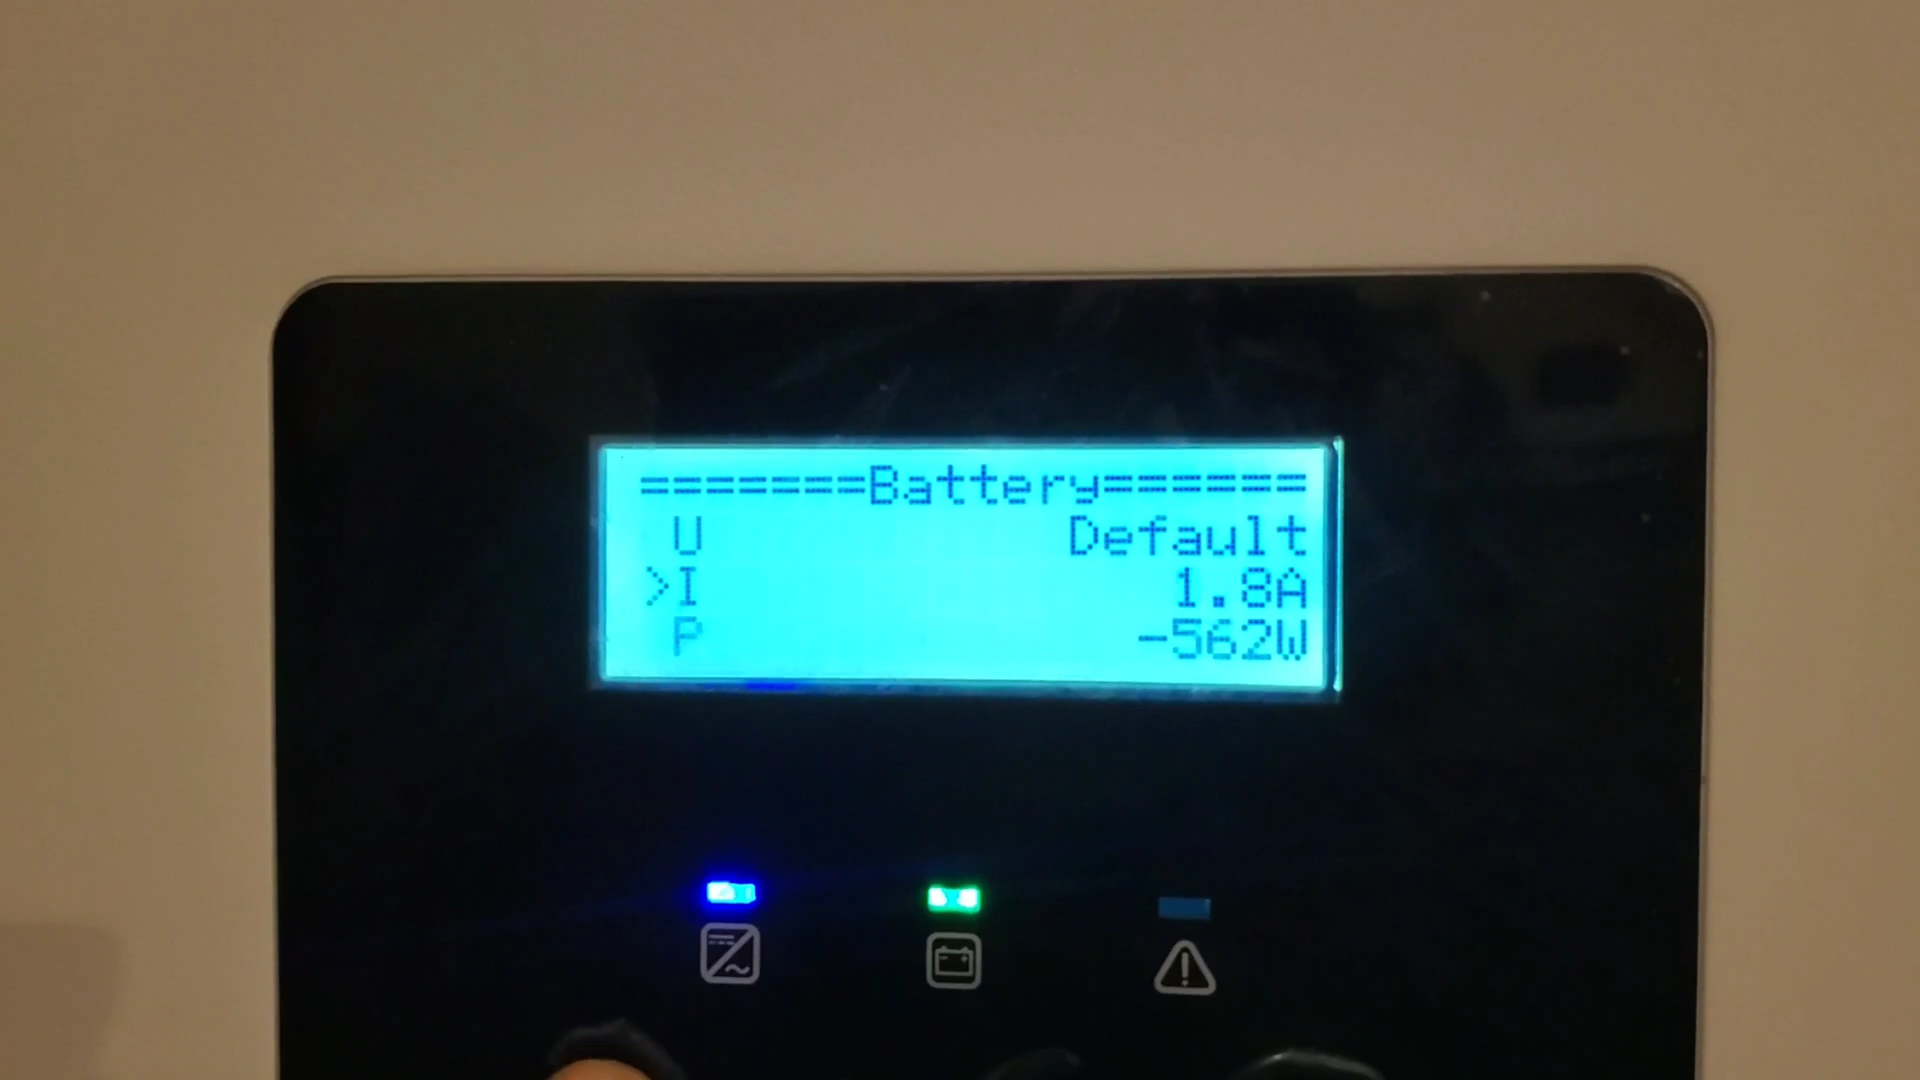 =======Battery======
U Default
>I 1.8A
P -562W